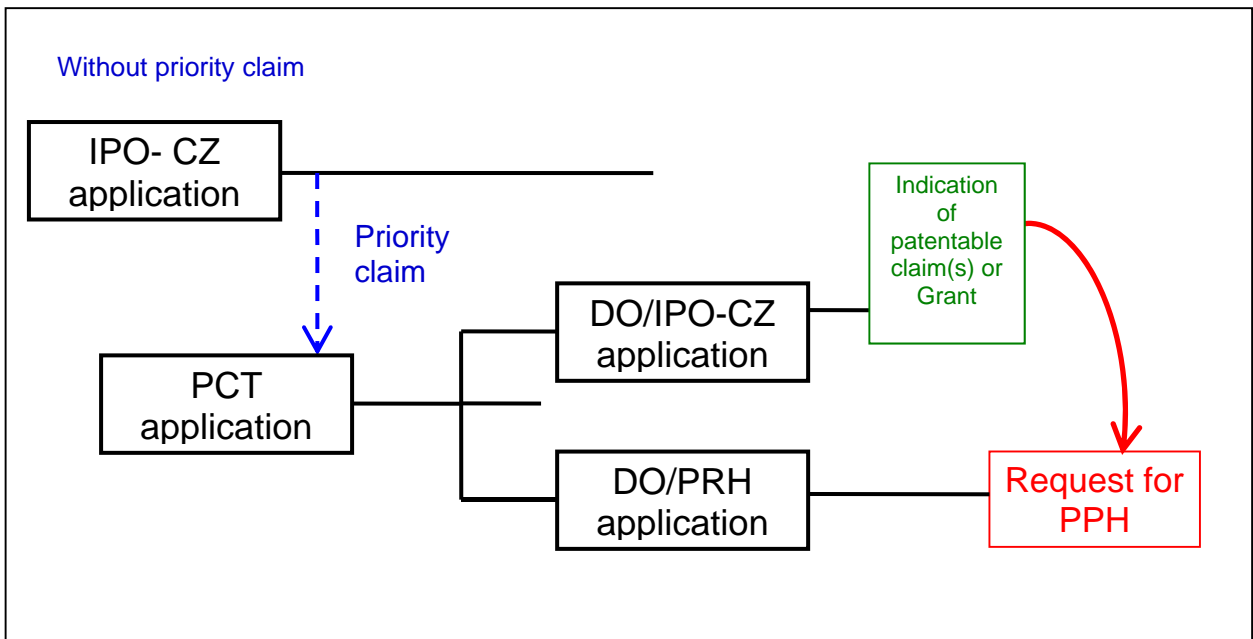 Without priority claim
IPO- CZ
application
Priority
claim
PCT
application
DO/IPO-CZ
application
Indication
of
patentable
claim(s) or
Grant
DO/PRH
application
Request for
PPH